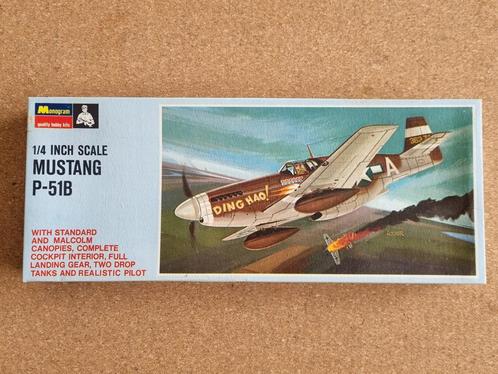 Monogram
quality hobby kits
1/4 INCH SCALE
MUSTANG
P-51B
WITH STANDARD
AND MALCOLM
CANOPIES, COMPLETE
COCKPIT INTERIOR, FULL
LANDING GEAR, TWO DROP
TANKS AND REALISTIC PILOT
DING HAO!
A